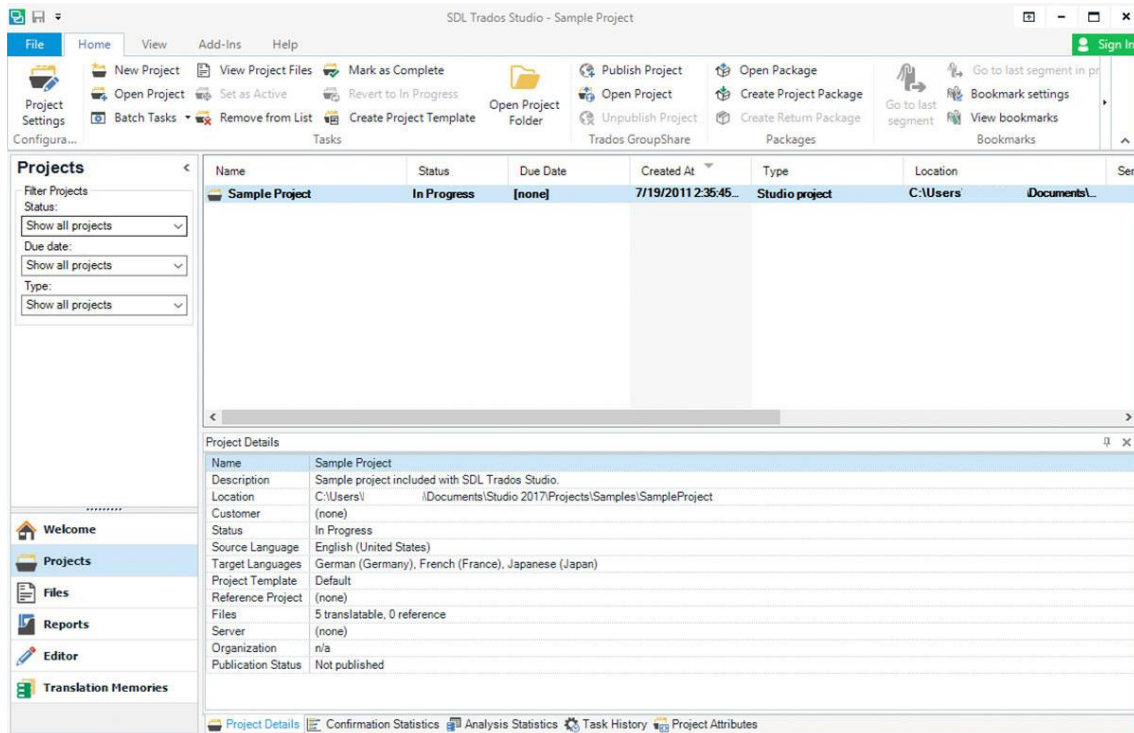 SDL Trados Studio - Sample Project
File Home View Add-Ins Help Sign In
New Project View Project Files Mark as Complete Publish Project Open Package Go to last segment in pr
Open Project Set as Active Revert to In Progress Open Project Create Project Package Bookmark settings
Project Settings Open Project Folder Go to last segment
Batch Tasks Remove from List Create Project Template Unpublish Project Create Return Package View bookmarks
Configura... Tasks Trados GroupShare Packages Bookmarks
Projects
Filter Projects
Status:
Show all projects
Due date:
Show all projects
Type:
Show all projects
Name Status Due Date Created At Type Location Ser
Sample Project In Progress [none] 7/19/2011 2:35:45... Studio project C:\Users Documents\...
Project Details
Name Sample Project
Description Sample project included with SDL Trados Studio.
Location C:\Users\ \Documents\Studio 2017\Projects\Samples\SampleProject
Customer (none)
Status In Progress
Source Language English (United States)
Target Languages German (Germany), French (France), Japanese (Japan)
Project Template Default
Reference Project (none)
Files 5 translatable, 0 reference
Server (none)
Organization n/a
Publication Status Not published
Welcome
Projects
Files
Reports
Editor
Translation Memories
Project Details Confirmation Statistics Analysis Statistics Task History Project Attributes